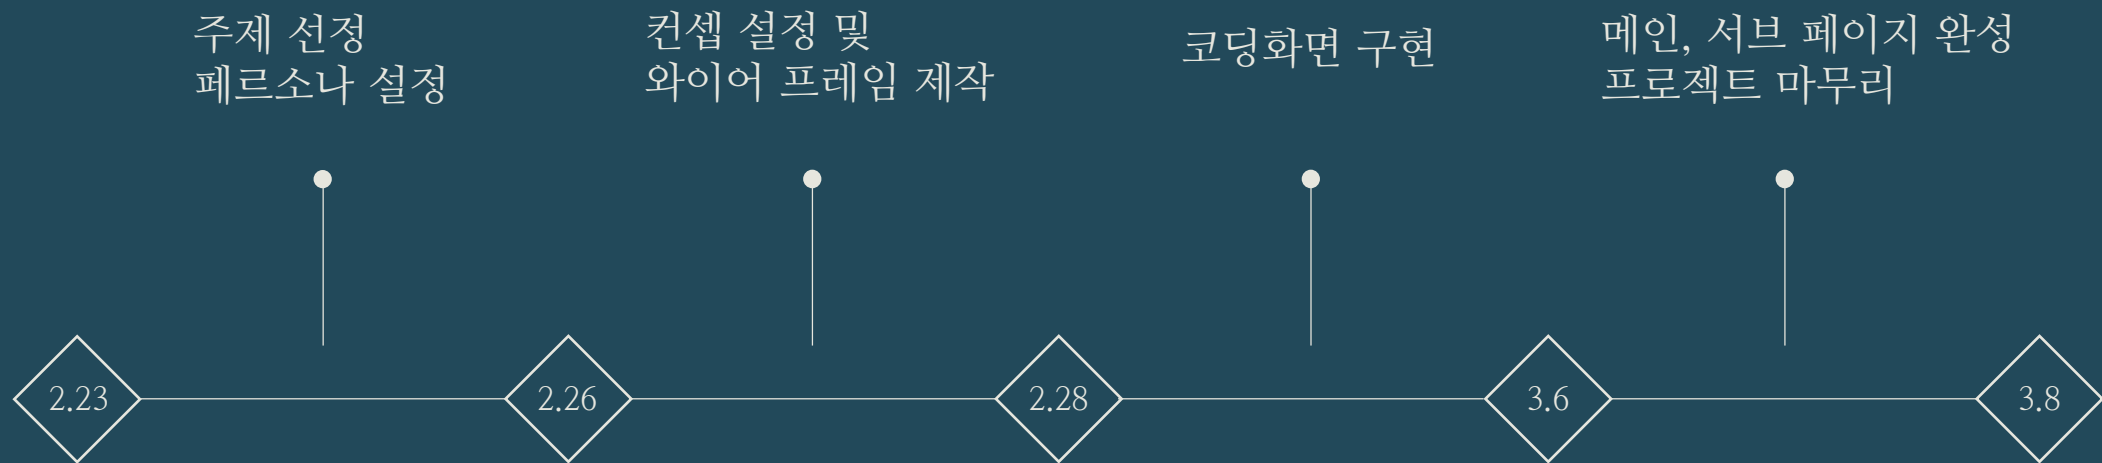 주제 선정
페르소나 설정
컨셉 설정 및
와이어 프레임 제작
코딩화면 구현
메인, 서브 페이지 완성
프로젝트 마무리
2.23
2.26
2.28
3.6
3.8